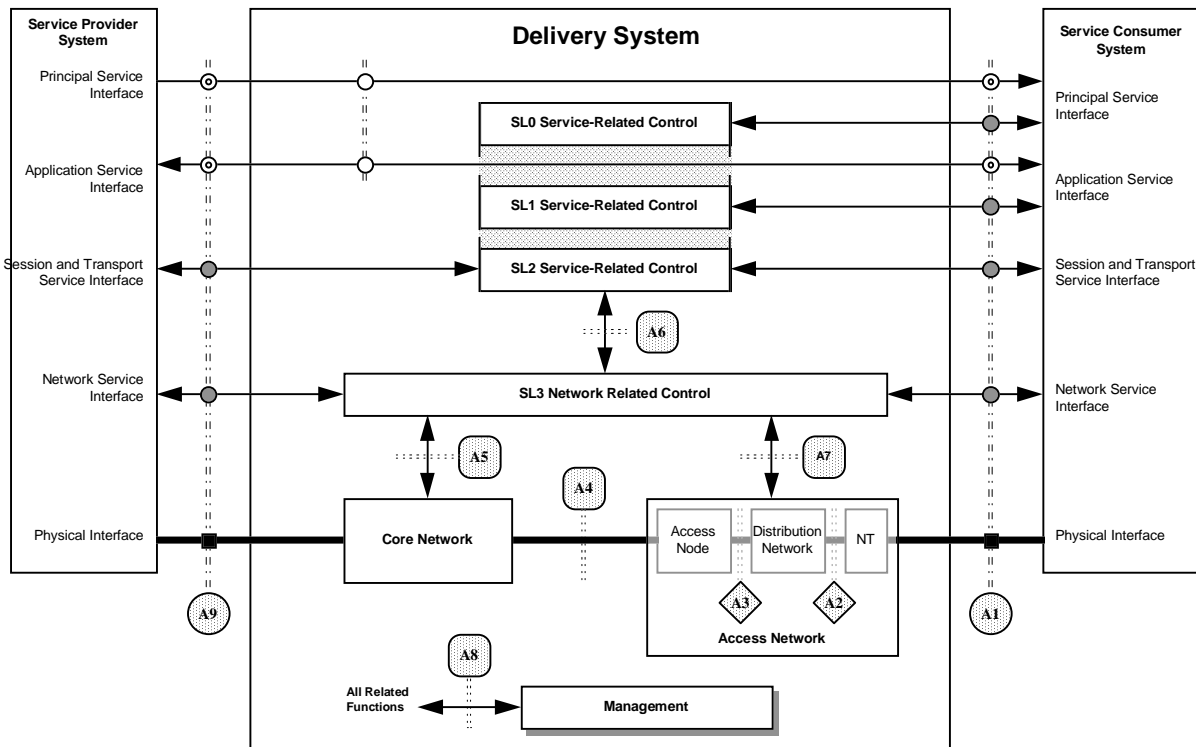 Service Provider
System
Delivery System
Service Consumer
System
Principal Service
Interface
Principal Service
Interface
SL0 Service-Related Control
Application Service
Interface
Application Service
Interface
SL1 Service-Related Control
Session and Transport
Service Interface
SL2 Service-Related Control
Session and Transport
Service Interface
A6
Network Service
Interface
SL3 Network Related Control
Network Service
Interface
A5
A7
A4
Physical Interface
Core Network
Access
Node
Distribution
Network
NT
Physical Interface
A9
A3
A2
A1
Access Network
A8
All Related
Functions
Management